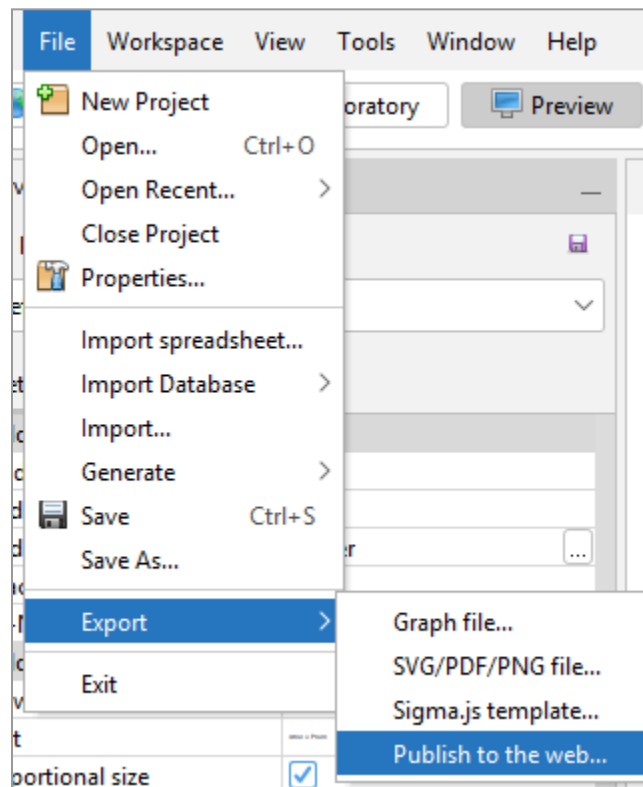 File Workspace View Tools Window Help
New Project
oratory
Preview
Open... Ctrl+O
Open Recent...
Close Project
Properties...
Import spreadsheet...
Import Database
Import...
Generate
Save Ctrl+S
Save As...
Export
Graph file...
SVG/PDF/PNG file...
Exit
Sigma.js template...
Publish to the web...
portional size